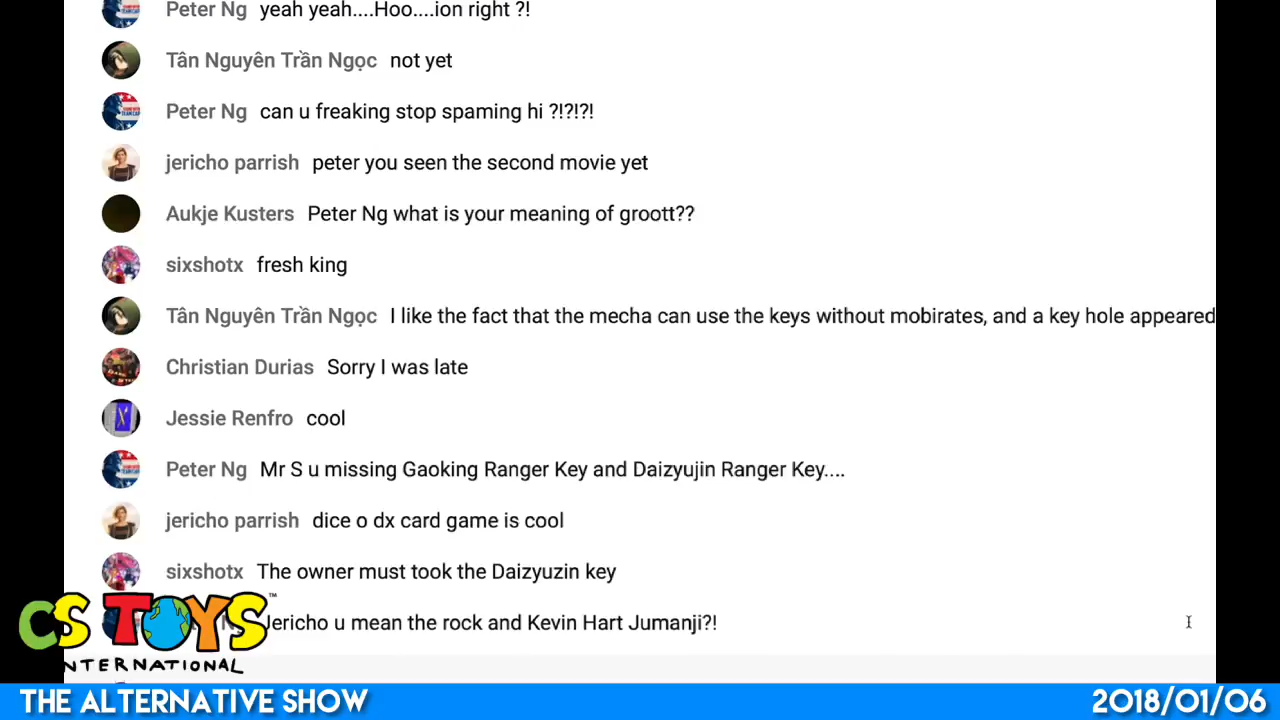 Peter Ng yeah yeah....Hoo....ion right ?!
Tân Nguyên Trần Ngọc not yet
Peter Ng can u freaking stop spaming hi ?!?!?!
jericho parrish peter you seen the second movie yet
Aukje Kusters Peter Ng what is your meaning of groott??
sixshotx fresh king
Tân Nguyên Trần Ngọc I like the fact that the mecha can use the keys without mobirates, and a key hole appeared
Christian Durias Sorry I was late
Jessie Renfro cool
Peter Ng Mr S u missing Gaoking Ranger Key and Daizyujin Ranger Key....
jericho parrish dice o dx card game is cool
sixshotx The owner must took the Daizyuzin key
Jericho u mean the rock and Kevin Hart Jumanji?!
CS TOYS™
INTERNATIONAL
THE ALTERNATIVE SHOW
2018/01/06